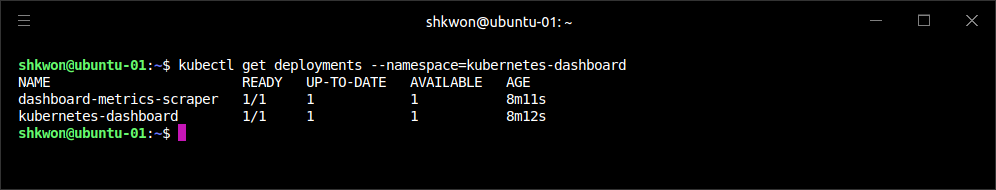 shkwon@ubuntu-01: ~
shkwon@ubuntu-01:~$ kubectl get deployments --namespace=kubernetes-dashboard
NAME                        READY   UP-TO-DATE   AVAILABLE   AGE
dashboard-metrics-scraper   1/1     1            1           8m11s
kubernetes-dashboard        1/1     1            1           8m12s
shkwon@ubuntu-01:~$